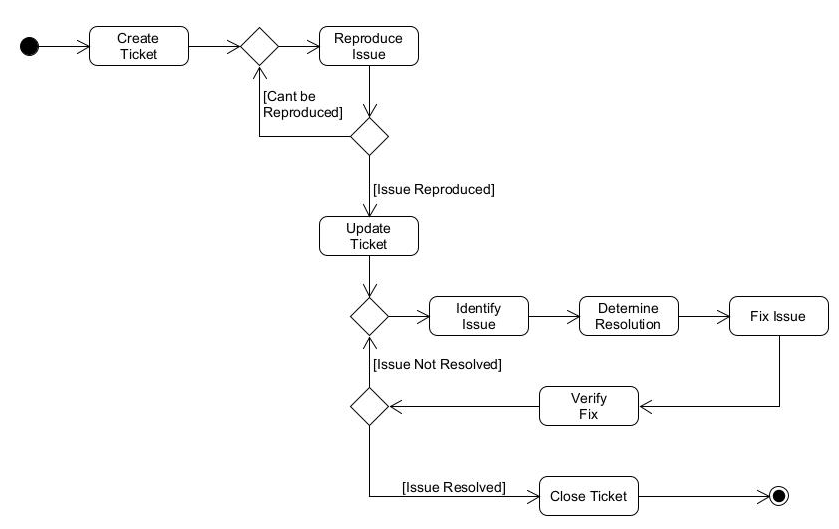 Create
Ticket
Reproduce
Issue
[Cant be
Reproduced]
[Issue Reproduced]
Update
Ticket
Identify
Issue
Deternine
Resolution
Fix Issue
[Issue Not Resolved]
Verify
Fix
[Issue Resolved]
Close Ticket